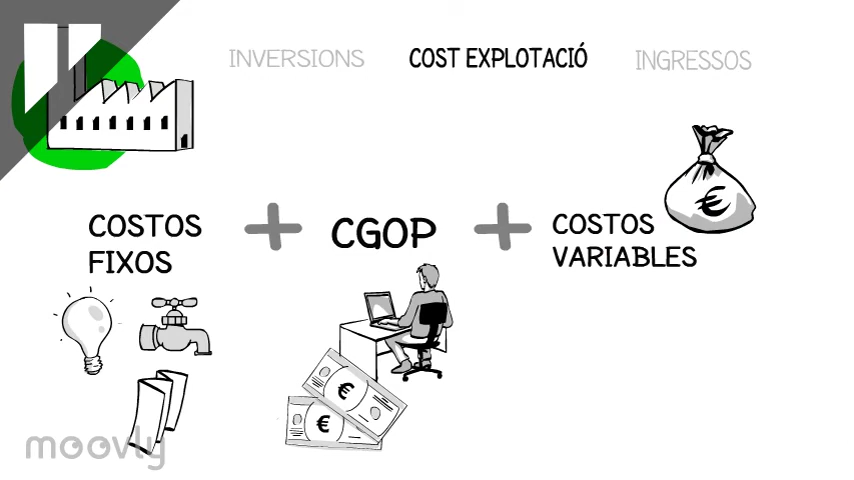 INVERSIONS
COST EXPLOTACIÓ
INGRESSOS
COSTOS
FIXOS
+
CGOP
+
COSTOS
VARIABLES
€
€
€
moovly